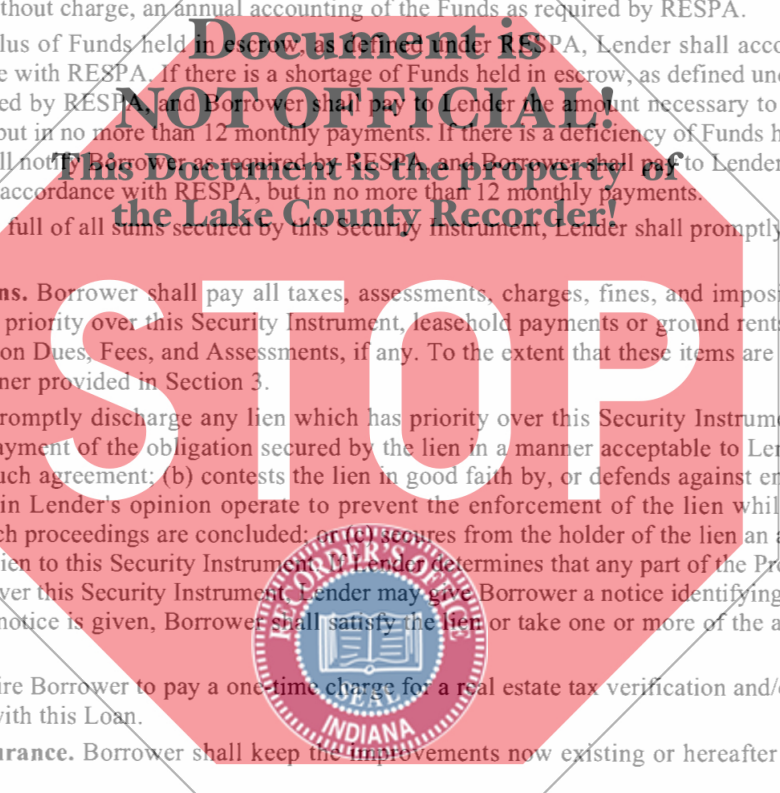 thout charge, an annual accounting of the Funds as required by RESPA.
Document is
lus of Funds held in escrow, as defined under RESPA, Lender shall acco
e with RESPA. If there is a shortage of Funds held in escrow, as defined un
ed by RESPA, and Borrower shall pay to Lender the amount necessary to
NOT OFFICIAL!
but in no more than 12 monthly payments. If there is a deficiency of Funds h
ll notify Borrower as required by RESPA, and Borrower shall pay to Lender
This Document is the property of
accordance with RESPA, but in no more than 12 monthly payments.
the Lake County Recorder!
full of all sums secured by this Security Instrument, Lender shall promptly
ns. Borrower shall pay all taxes, assessments, charges, fines, and imposi
priority over this Security Instrument, leasehold payments or ground rents
on Dues, Fees, and Assessments, if any. To the extent that these items are
ner provided in Section 3.
STOP
romptly discharge any lien which has priority over this Security Instrume
ayment of the obligation secured by the lien in a manner acceptable to Len
uch agreement; (b) contests the lien in good faith by, or defends against en
in Lender's opinion operate to prevent the enforcement of the lien whil
ch proceedings are concluded; or (c) secures from the holder of the lien an a
ien to this Security Instrument. If Lender determines that any part of the Pro
ver this Security Instrument, Lender may give Borrower a notice identifying
notice is given, Borrower shall satisfy the lien or take one or more of the a
RECORDER'S OFFICE
SEAL
INDIANA
ire Borrower to pay a one-time charge for a real estate tax verification and/
with this Loan.
urance. Borrower shall keep the improvements now existing or hereafter